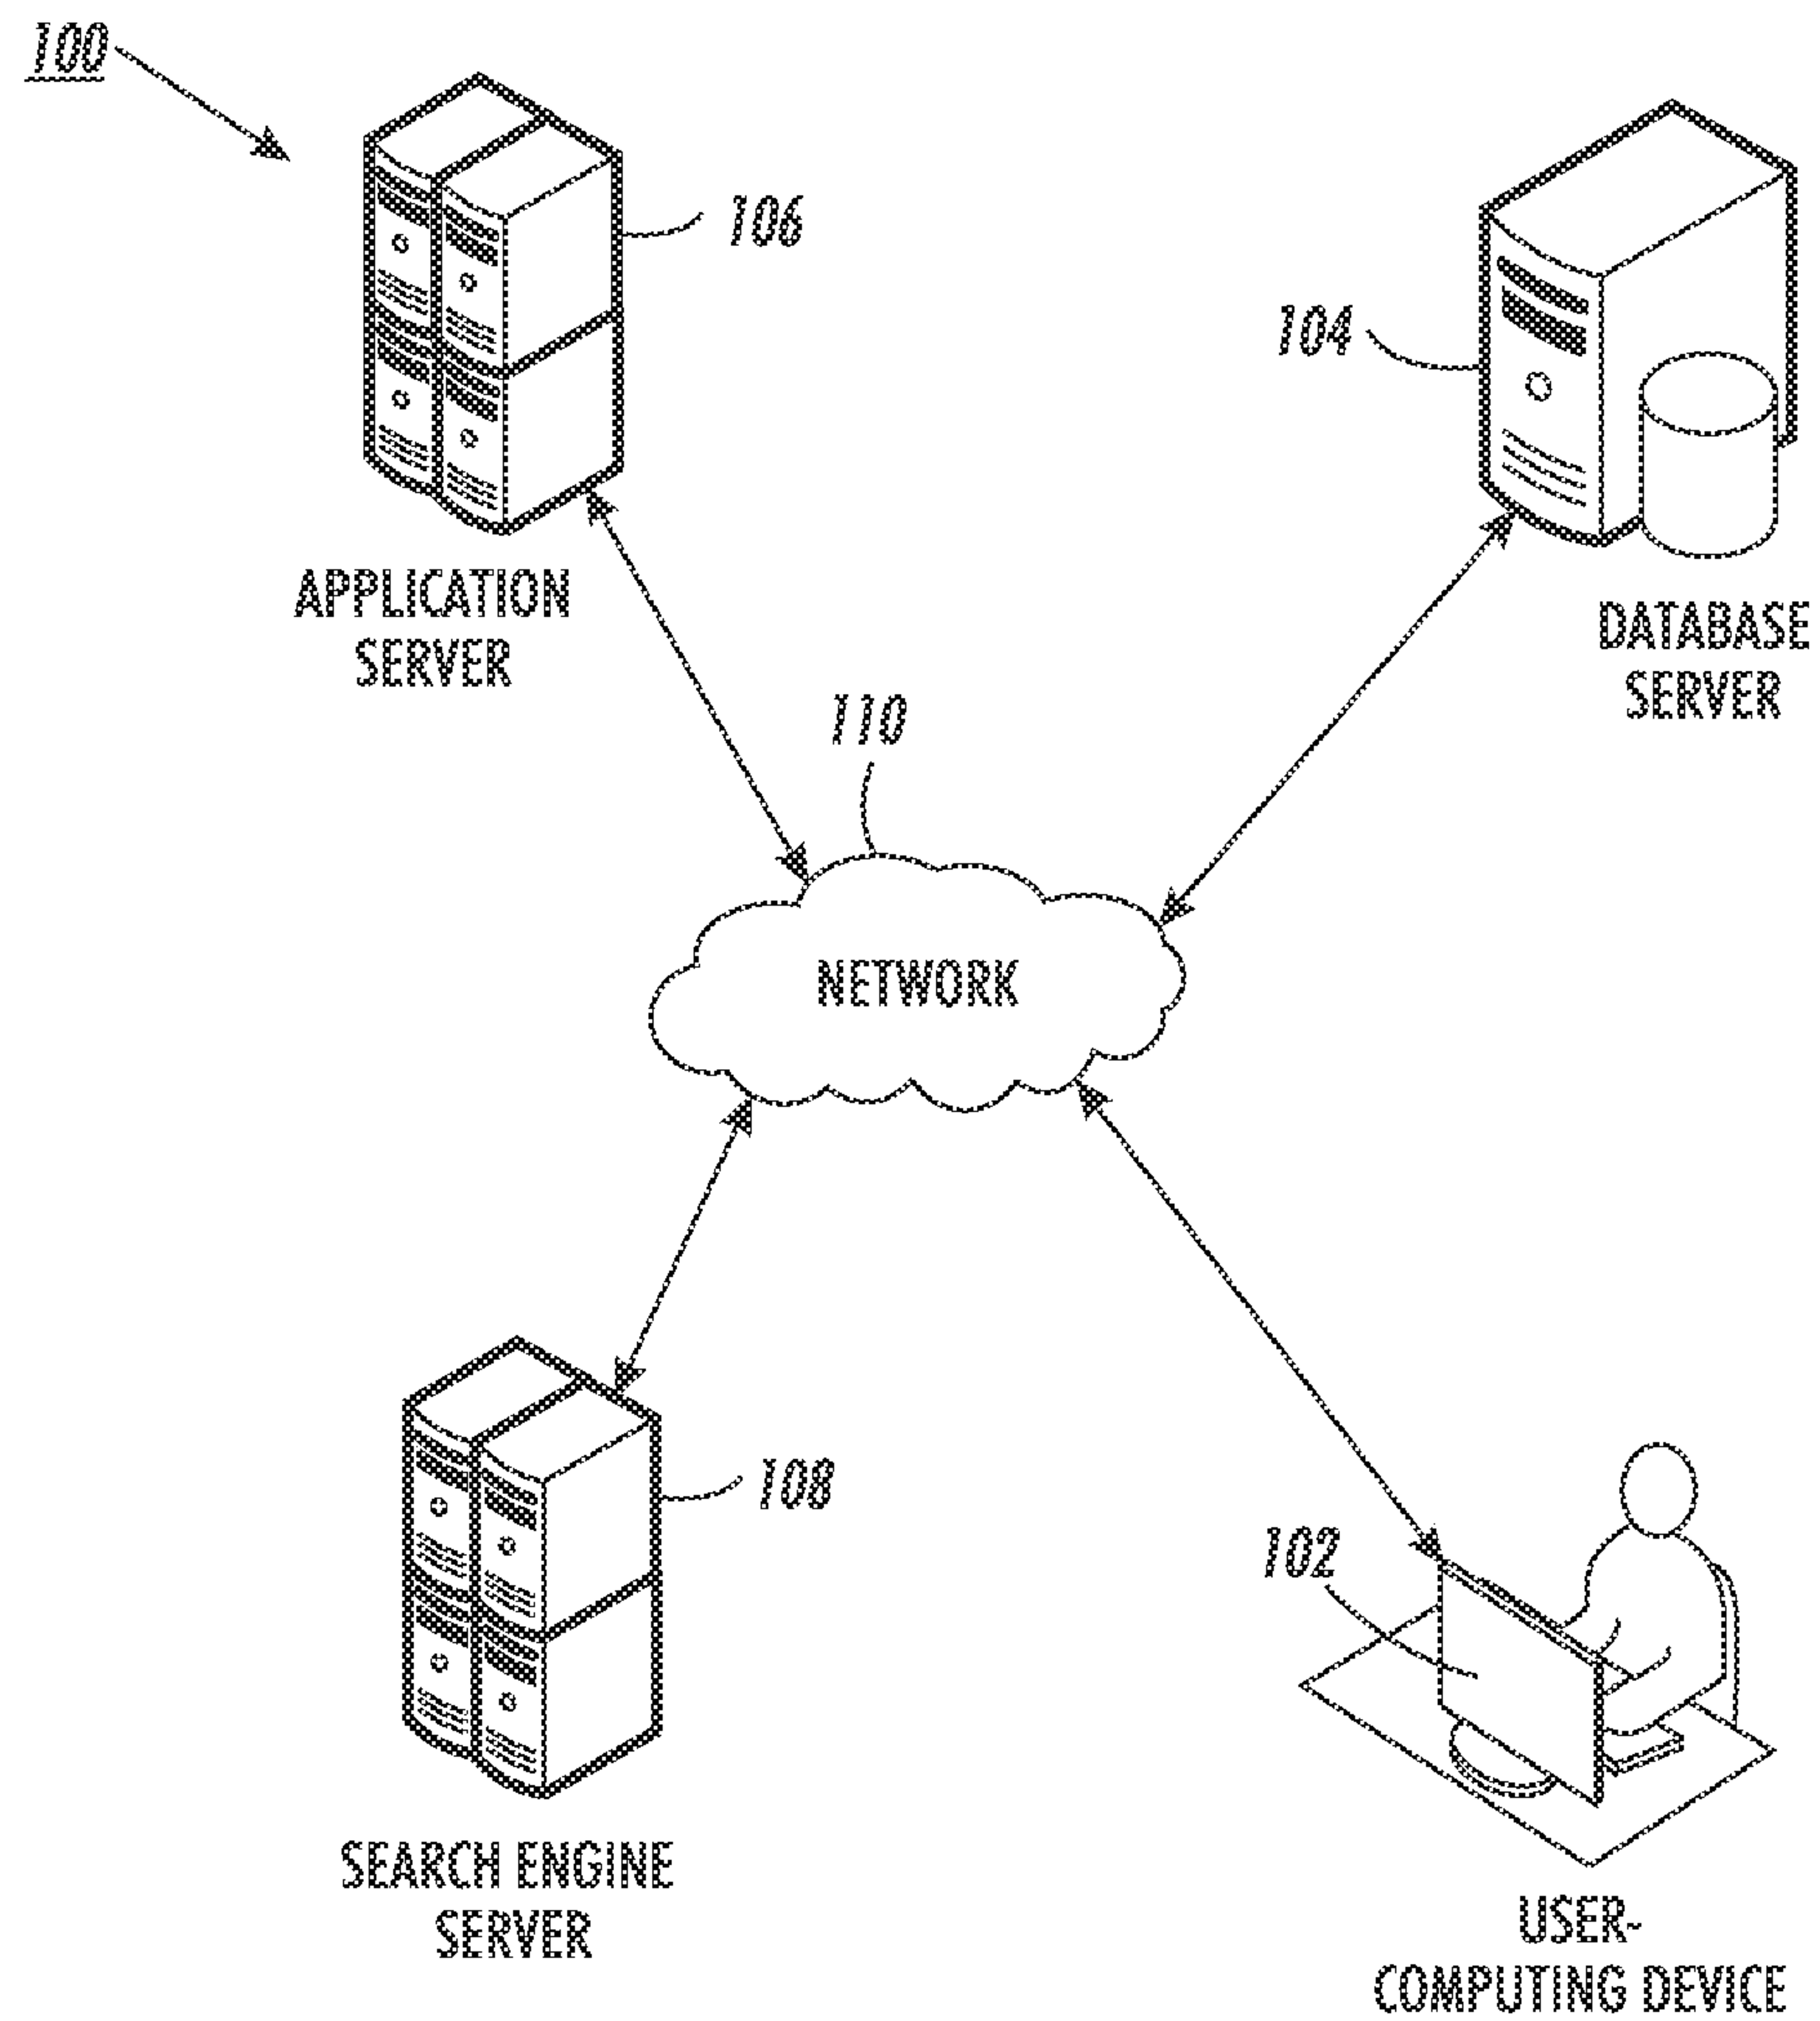 100
106
104
APPLICATION
SERVER
DATABASE
SERVER
110
NETWORK
108
102
SEARCH ENGINE
SERVER
USER-
COMPUTING DEVICE